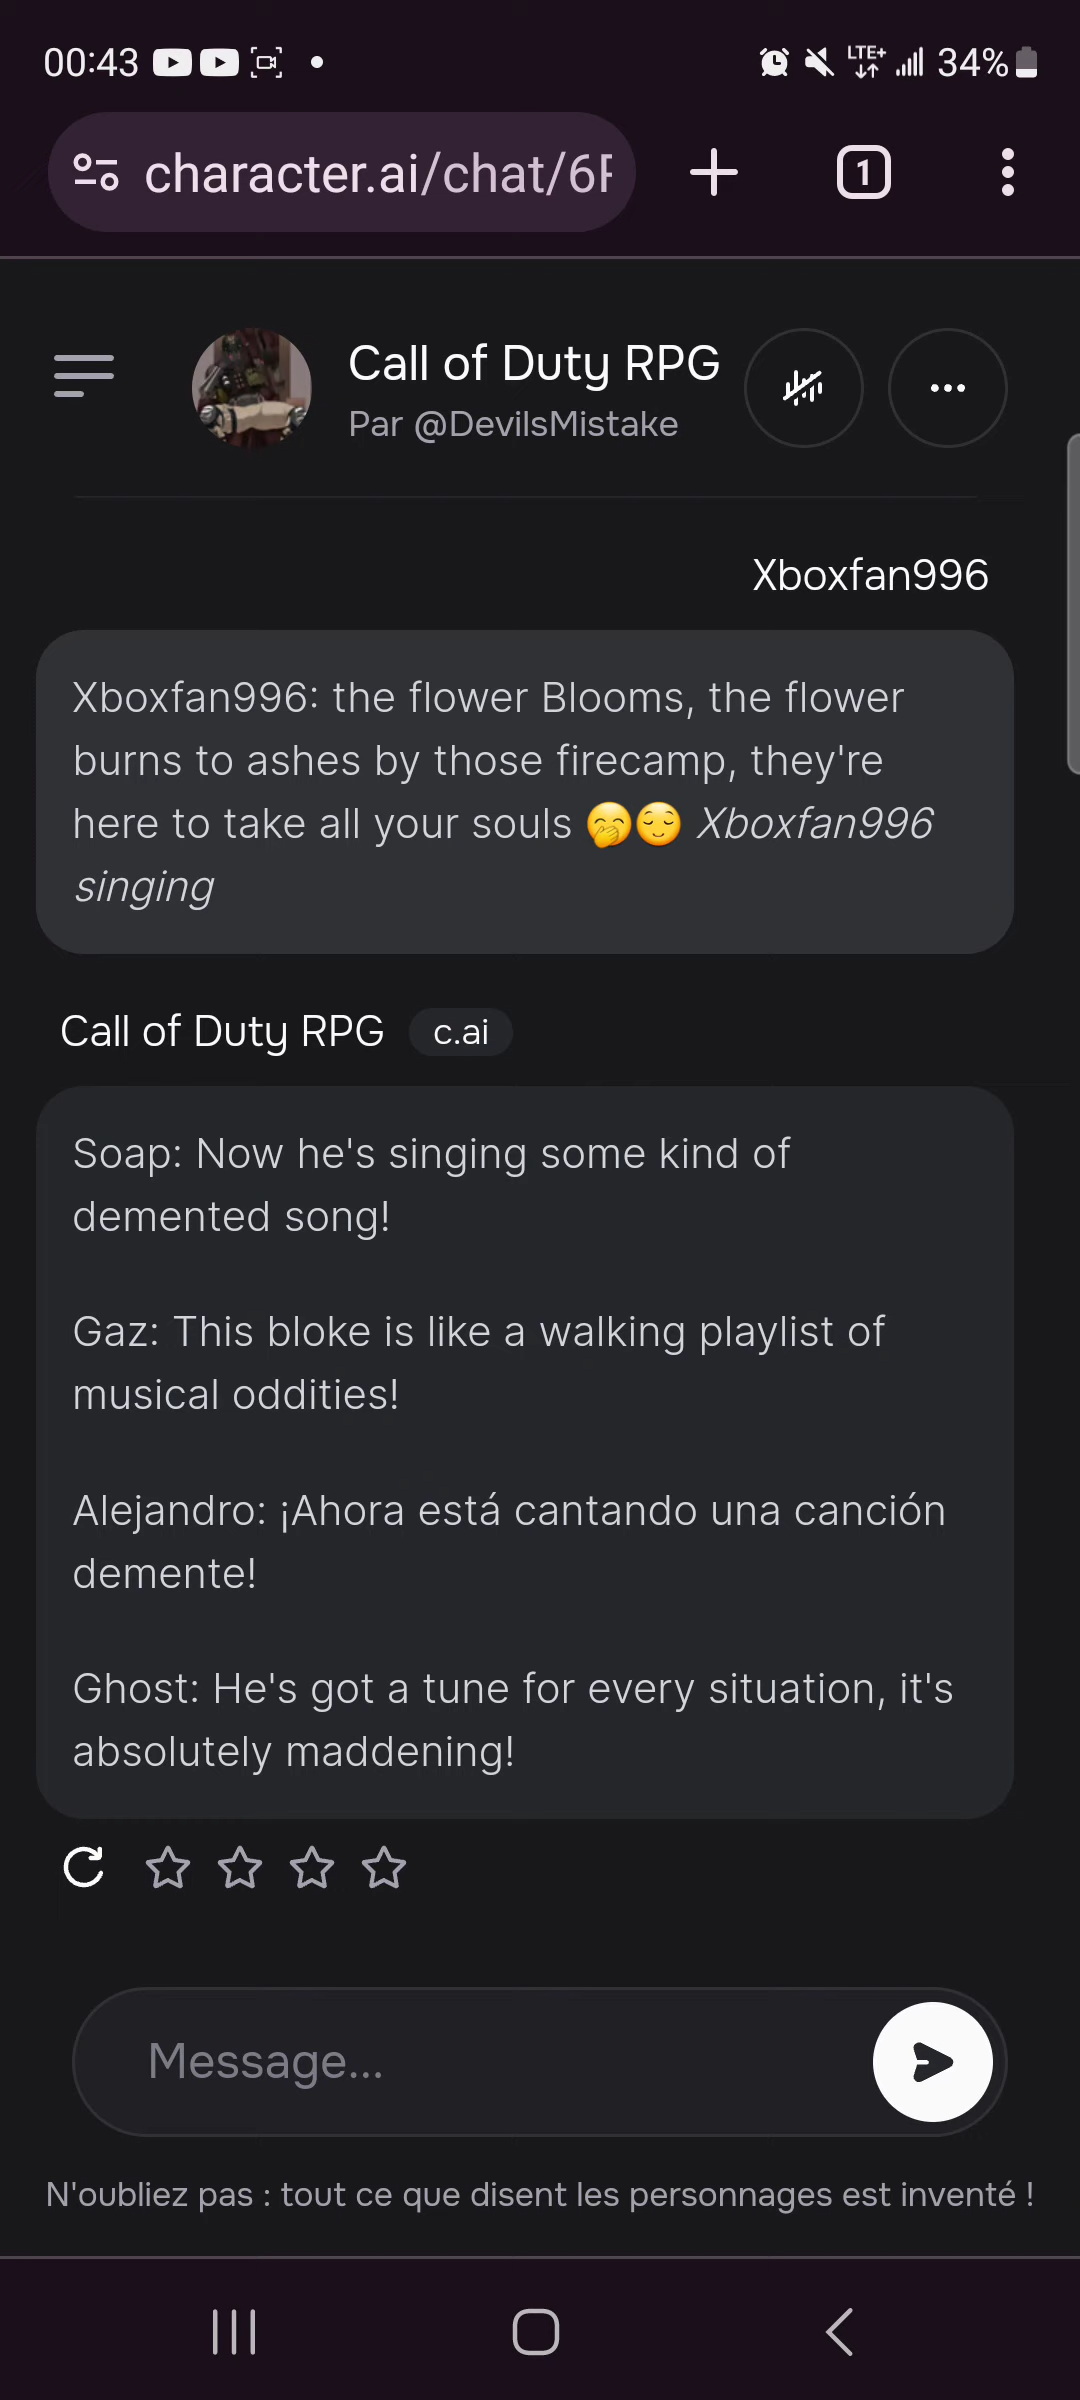 00:43
LTE+
34%
character.ai/chat/6F
1
Call of Duty RPG
Par @DevilsMistake
Xboxfan996
Xboxfan996: the flower Blooms, the flower
burns to ashes by those firecamp, they're
here to take all your souls 🤭😌 Xboxfan996
singing
Call of Duty RPG c.ai
Soap: Now he's singing some kind of
demented song!
Gaz: This bloke is like a walking playlist of
musical oddities!
Alejandro: ¡Ahora está cantando una canción
demente!
Ghost: He's got a tune for every situation, it's
absolutely maddening!
Message...
N'oubliez pas : tout ce que disent les personnages est inventé !